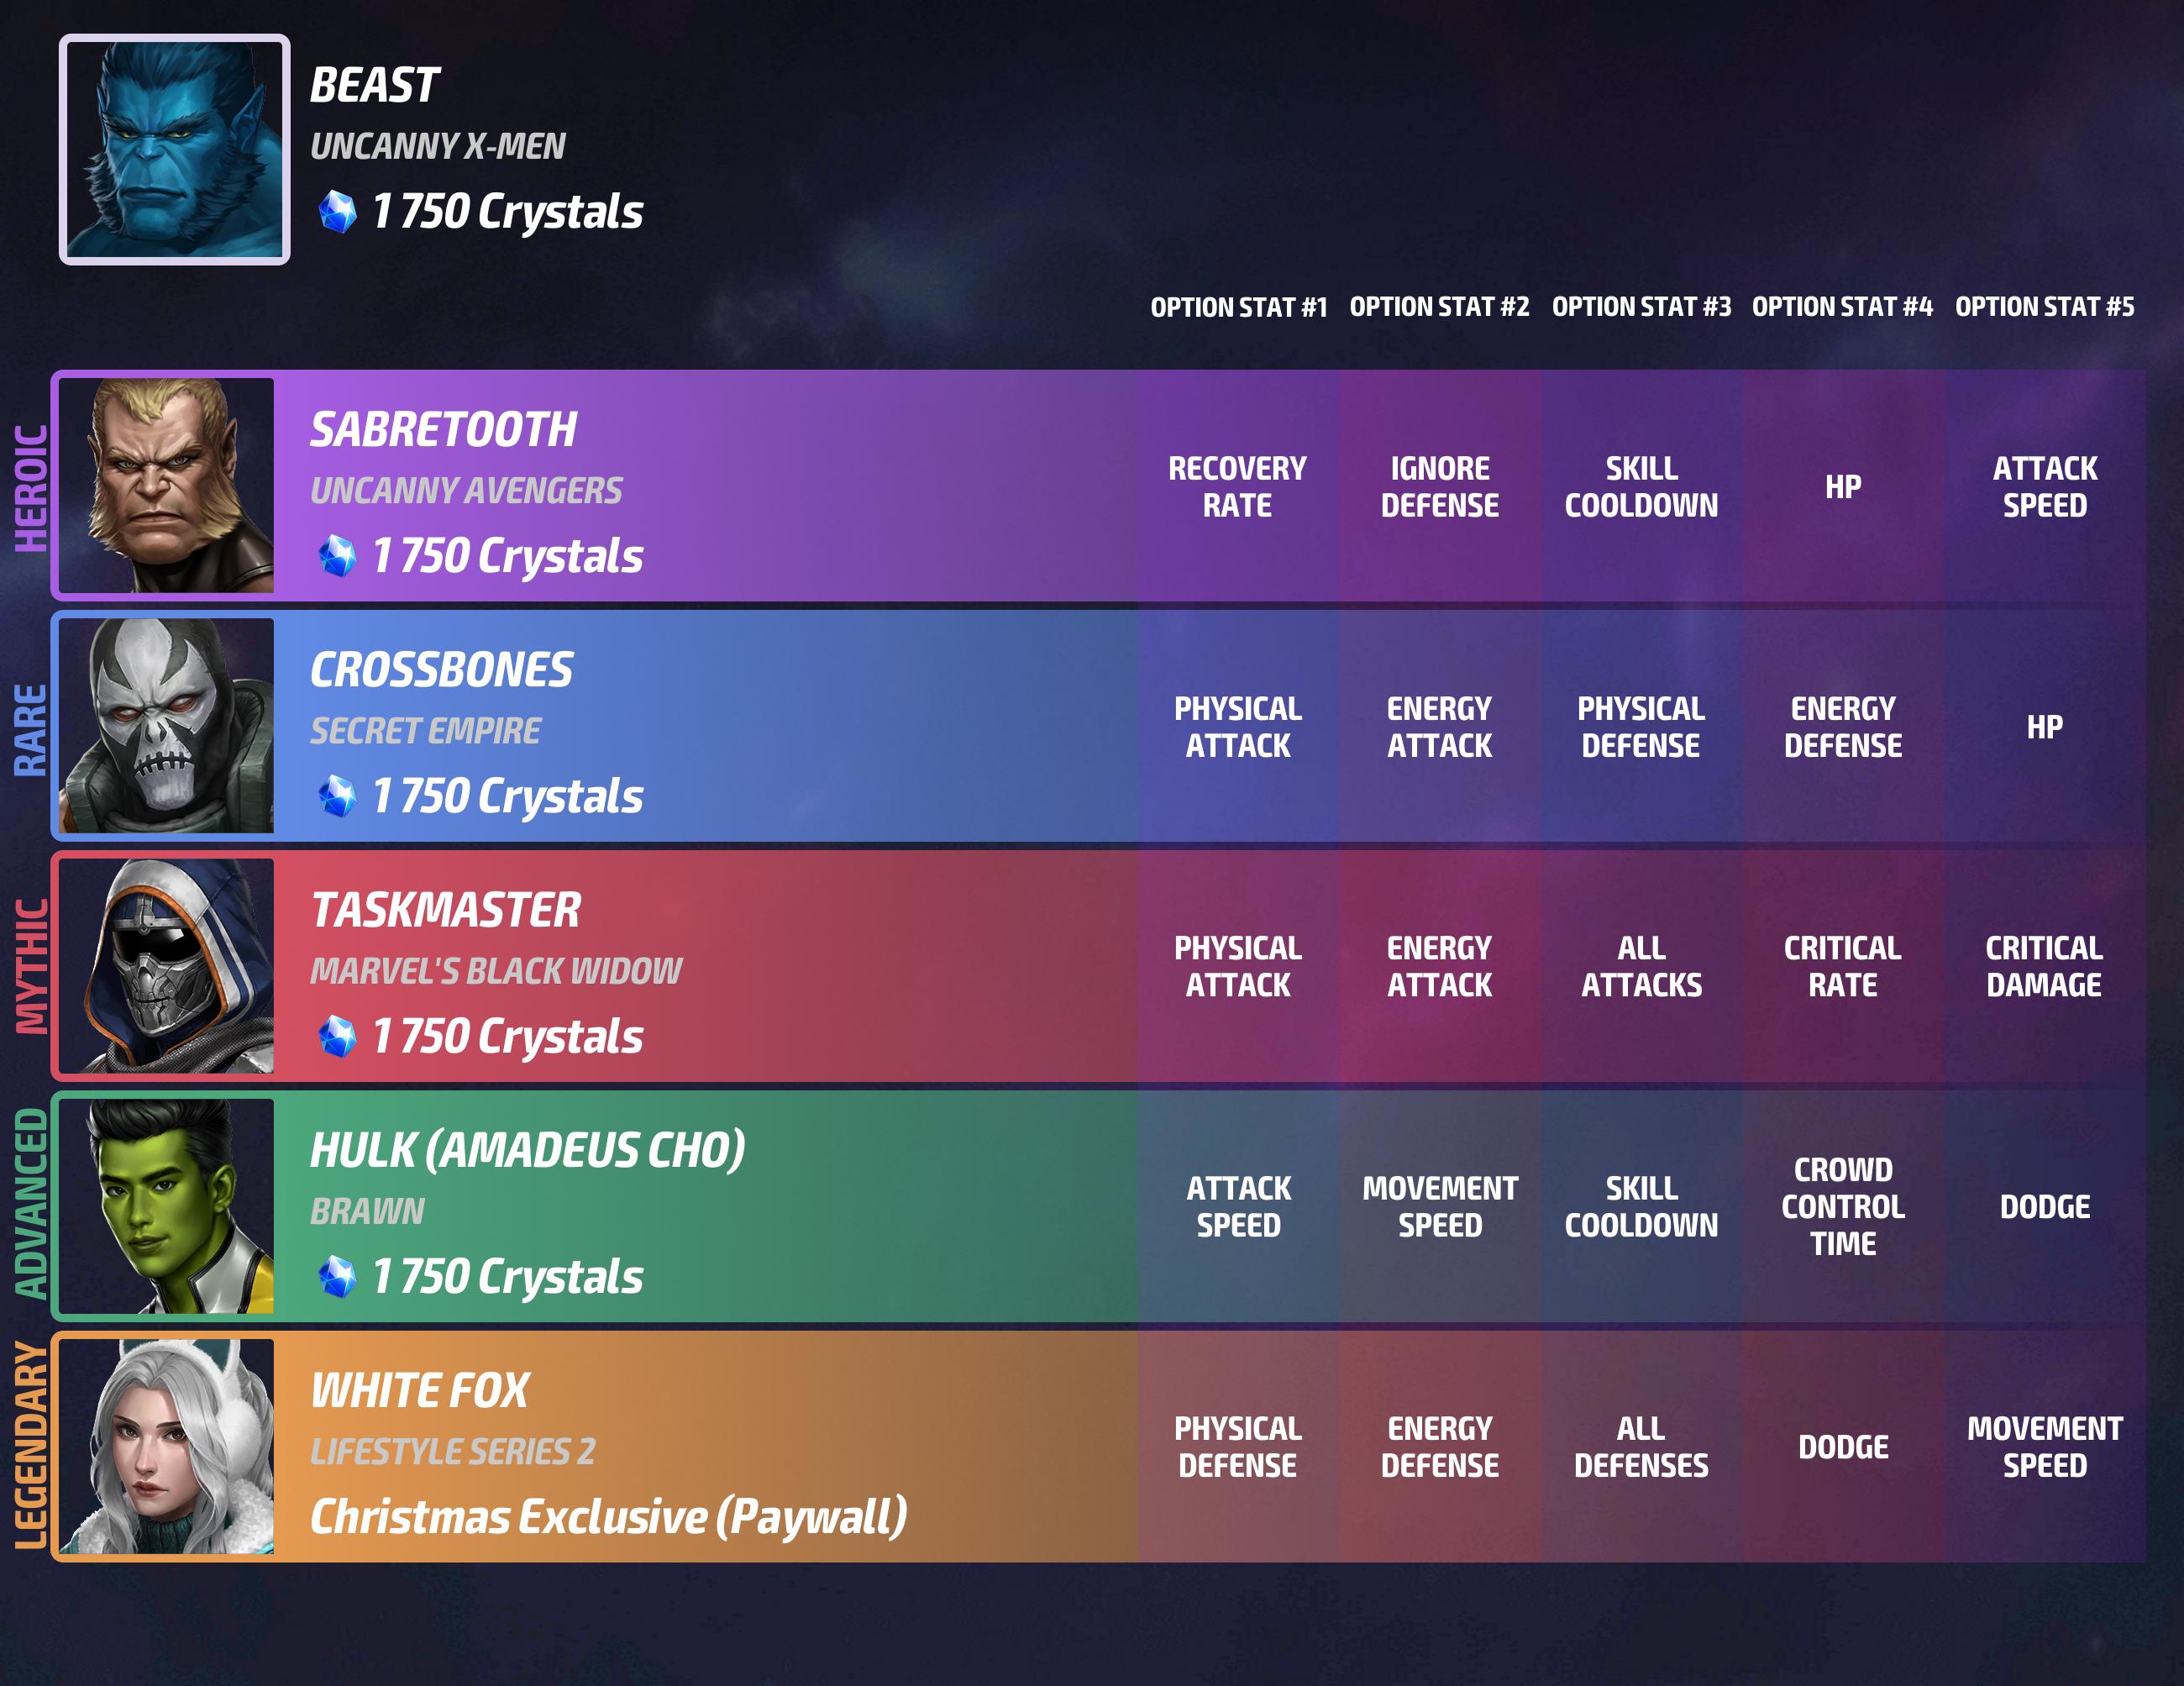 BEAST
UNCANNY X-MEN
1 750 Crystals
OPTION STAT #1 OPTION STAT #2 OPTION STAT #3 OPTION STAT #4 OPTION STAT #5
HEROIC
SABRETOOTH
UNCANNY AVENGERS
1 750 Crystals
RECOVERY
RATE
IGNORE
DEFENSE
SKILL
COOLDOWN
HP
ATTACK
SPEED
RARE
CROSSBONES
SECRET EMPIRE
1 750 Crystals
PHYSICAL
ATTACK
ENERGY
ATTACK
PHYSICAL
DEFENSE
ENERGY
DEFENSE
HP
MYTHIC
TASKMASTER
MARVEL'S BLACK WIDOW
1 750 Crystals
PHYSICAL
ATTACK
ENERGY
ATTACK
ALL
ATTACKS
CRITICAL
RATE
CRITICAL
DAMAGE
ADVANCED
HULK (AMADEUS CHO)
BRAWN
1 750 Crystals
ATTACK
SPEED
MOVEMENT
SPEED
SKILL
COOLDOWN
CROWD
CONTROL
TIME
DODGE
LEGENDARY
WHITE FOX
LIFESTYLE SERIES 2
Christmas Exclusive (Paywall)
PHYSICAL
DEFENSE
ENERGY
DEFENSE
ALL
DEFENSES
DODGE
MOVEMENT
SPEED